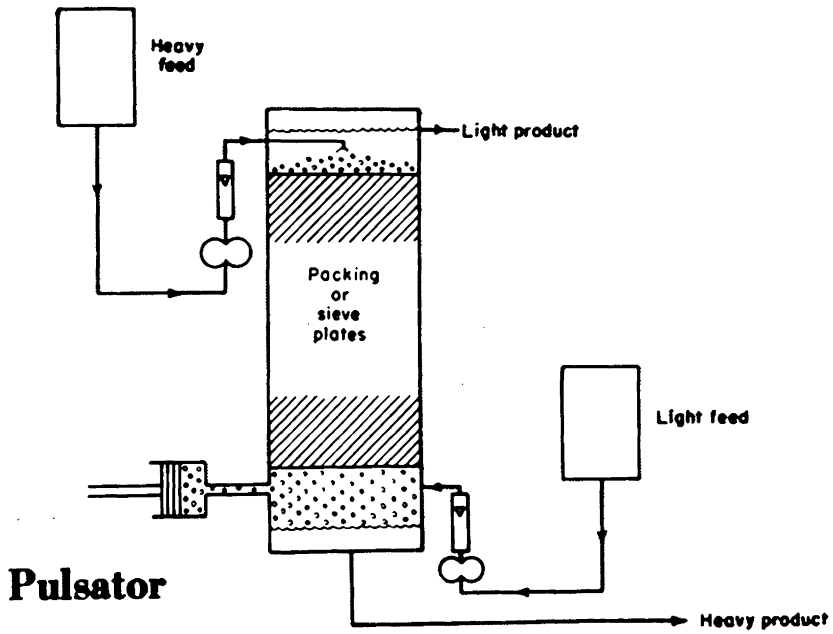 Heavy
feed
Light product
Packing
or
sieve
plates
Light feed
Pulsator
Heavy product